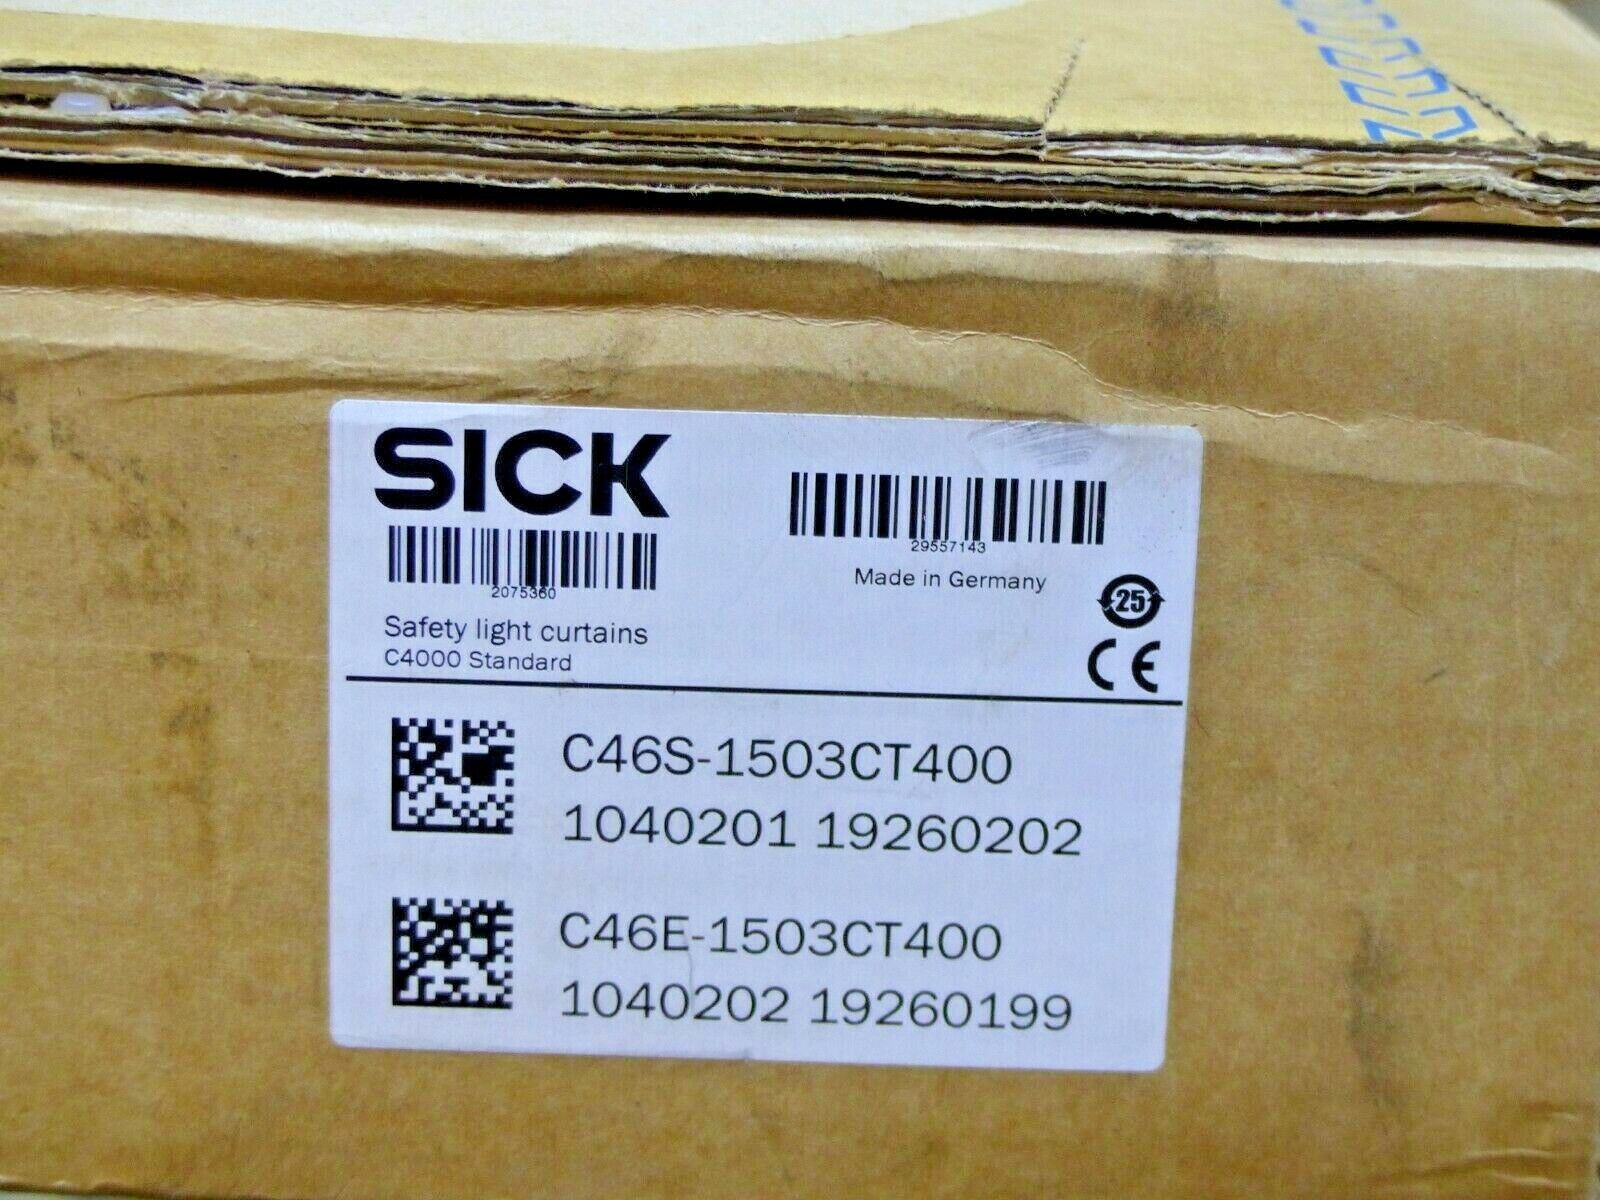 SICK
2075360
29557143
Made in Germany
25
CE
Safety light curtains
C4000 Standard
C46S-1503CT400
1040201 19260202
C46E-1503CT400
1040202 19260199